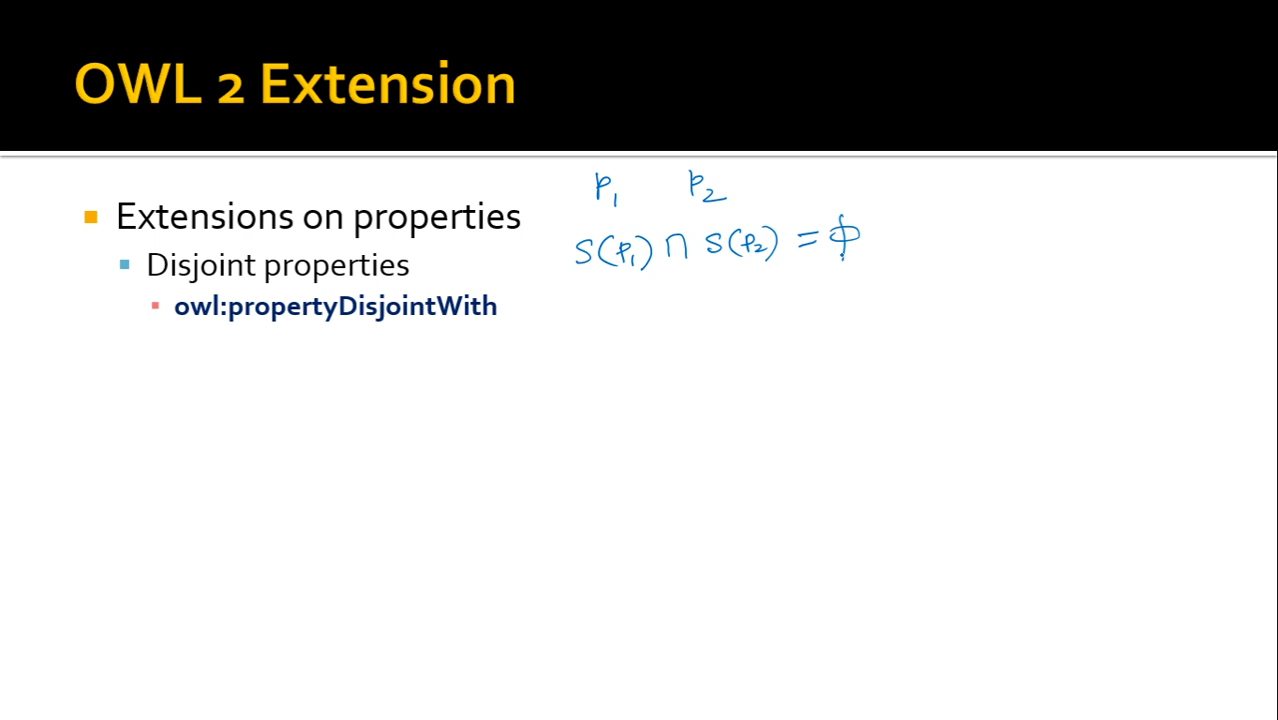 OWL 2 Extension
Extensions on properties
Disjoint properties
owl:propertyDisjointWith
P₁ P₂
S(P₁) ∩ S(P₂) = ϕ